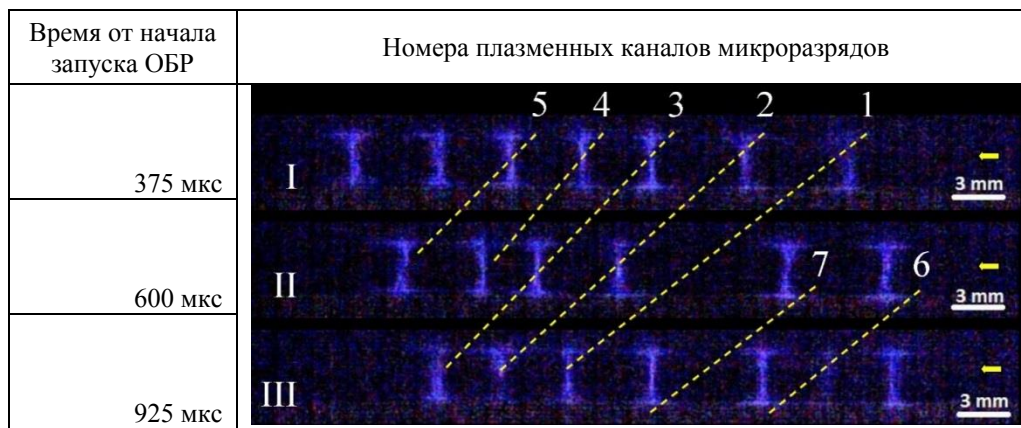 Время от начала
запуска ОБР
Номера плазменных каналов микроразрядов
375 мкс
5 4 3 2 1
I
3 mm
600 мкс
II
7 6
3 mm
925 мкс
III
3 mm